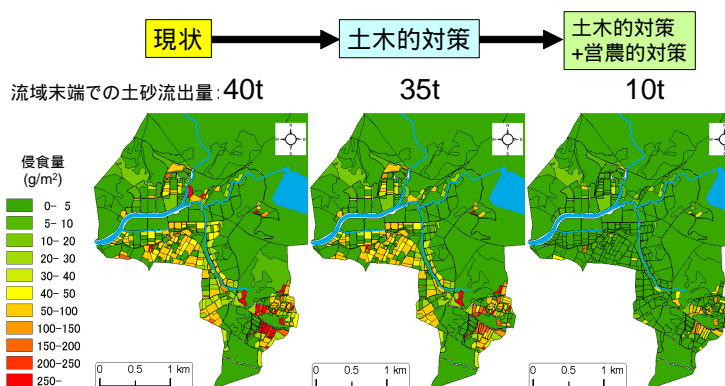 現状
土木的対策
土木的対策
+営農的対策
流域末端での土砂流出量:40t
35t
10t
侵食量
(g/m²)
0- 5
5- 10
10- 20
20- 30
30- 40
40- 50
50-100
100-150
150-200
200-250
250-
N
W E
S
N
W E
S
N
W E
S
0 0.5 1 km
0 0.5 1 km
0 0.5 1 km